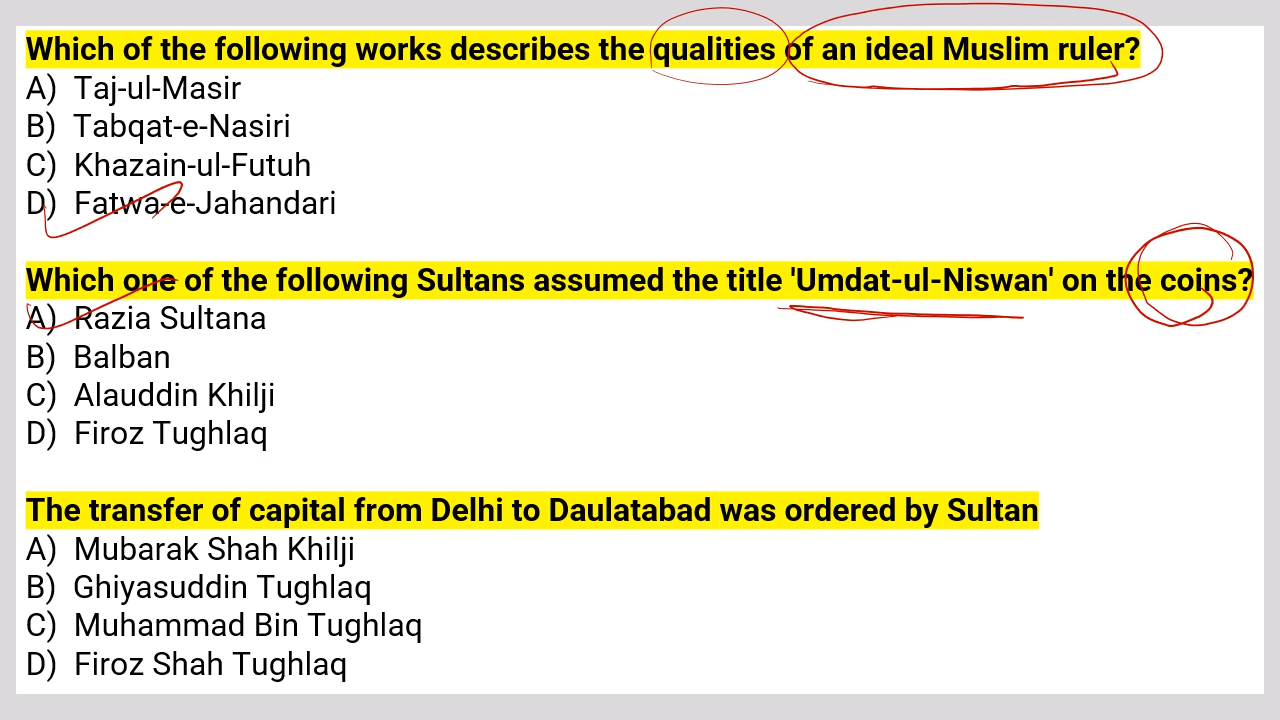 Which of the following works describes the qualities of an ideal Muslim ruler?
A) Taj-ul-Masir
B) Tabqat-e-Nasiri
C) Khazain-ul-Futuh
D) Fatwa-e-Jahandari
Which one of the following Sultans assumed the title 'Umdat-ul-Niswan' on the coins?
A) Razia Sultana
B) Balban
C) Alauddin Khilji
D) Firoz Tughlaq
The transfer of capital from Delhi to Daulatabad was ordered by Sultan
A) Mubarak Shah Khilji
B) Ghiyasuddin Tughlaq
C) Muhammad Bin Tughlaq
D) Firoz Shah Tughlaq